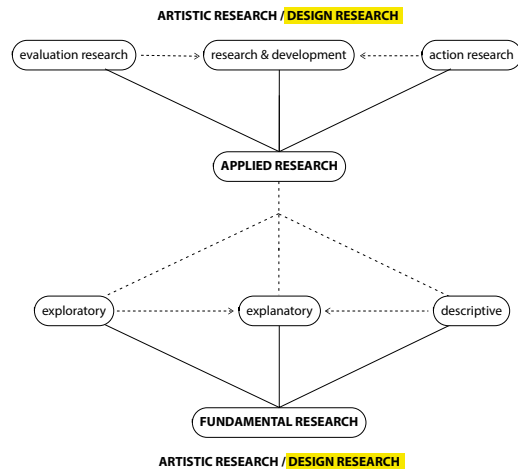 ARTISTIC RESEARCH / DESIGN RESEARCH
evaluation research
research & development
action research
APPLIED RESEARCH
exploratory
explanatory
descriptive
FUNDAMENTAL RESEARCH
ARTISTIC RESEARCH / DESIGN RESEARCH